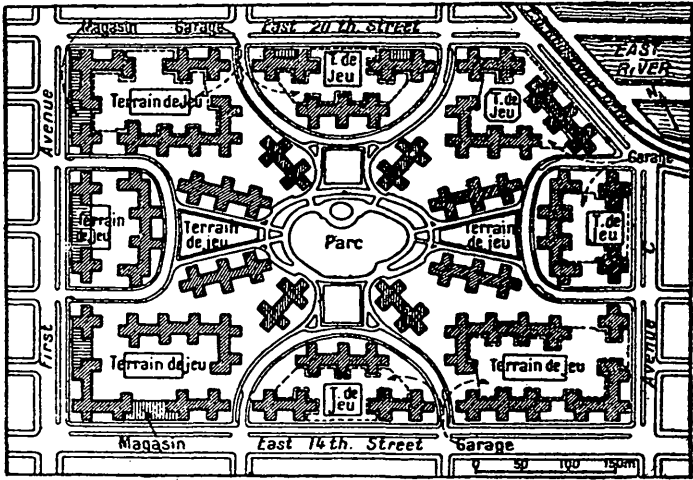 Magasin Garage East 20th. Street
EAST
RIVER
N
T. de
Jeu
Terrain de Jeu
T. de
Jeu
Avenue
Garage
Terrain
de jeu
Terrain
de jeu
Parc
Terrain
de jeu
T. de
Jeu
C
First
Avenue
Terrain de jeu
Terrain de jeu
T. de
Jeu
Magasin East 14th. Street Garage
0 50 100 150m